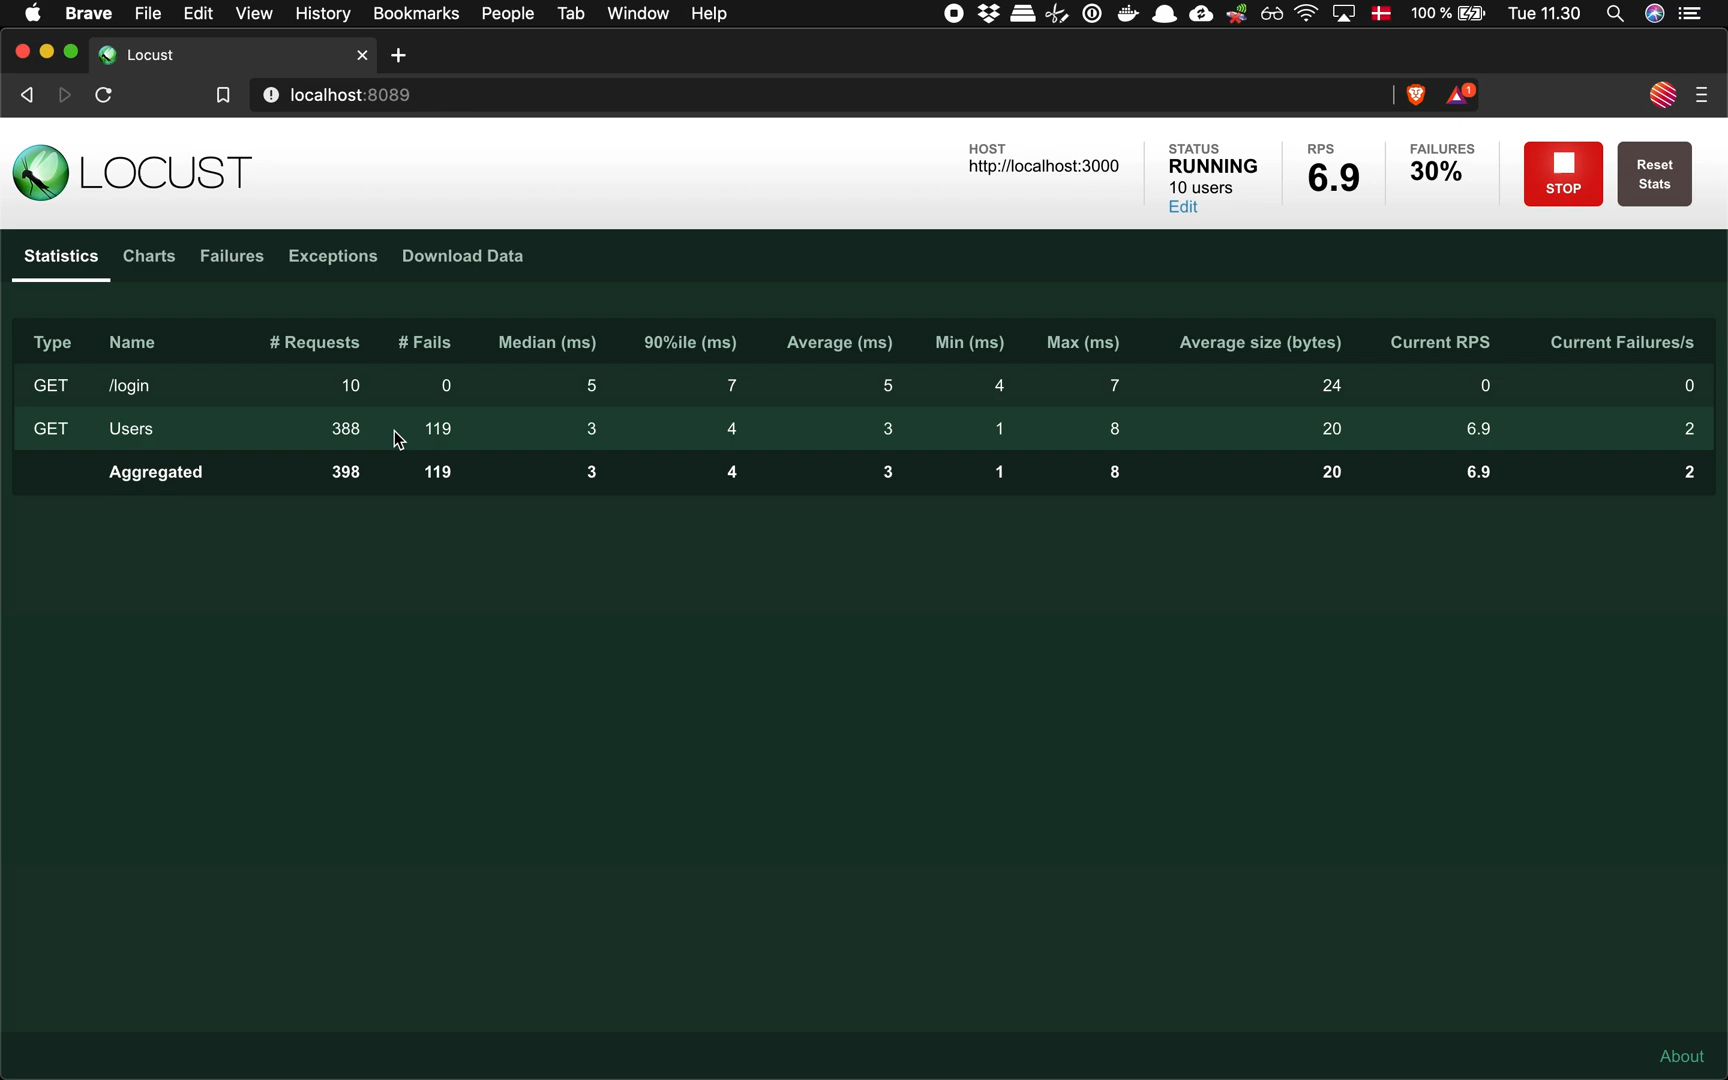 Brave File Edit View History Bookmarks People Tab Window Help 100 % Tue 11.30
Locust
localhost:8089 1
LOCUST
HOST
http://localhost:3000
STATUS
RUNNING
10 users
Edit
RPS
6.9
FAILURES
30%
STOP
Reset
Stats
Statistics Charts Failures Exceptions Download Data
Type Name # Requests # Fails Median (ms) 90%ile (ms) Average (ms) Min (ms) Max (ms) Average size (bytes) Current RPS Current Failures/s
GET /login 10 0 5 7 5 4 7 24 0 0
GET Users 388 119 3 4 3 1 8 20 6.9 2
Aggregated 398 119 3 4 3 1 8 20 6.9 2
About